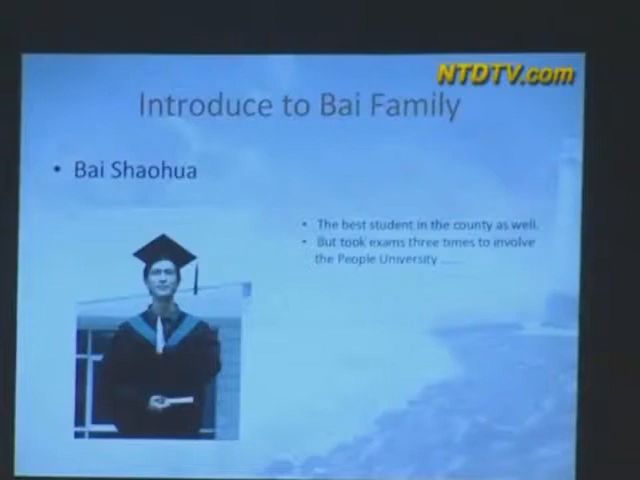 NTDTV.com
Introduce to Bai Family
• Bai Shaohua
• The best student in the county as well.
• But took exams three times to involve
the People University ......